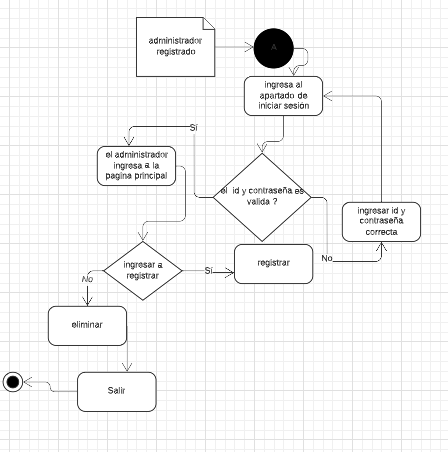 administrador
registrado
A
ingresa al
apartado de
iniciar sesión
Sí
el administrador
ingresa a la
pagina principal
el id y contraseña es
valida ?
ingresar id y
contraseña
correcta
No
ingresar a
registrar
Sí
registrar
No
eliminar
Salir